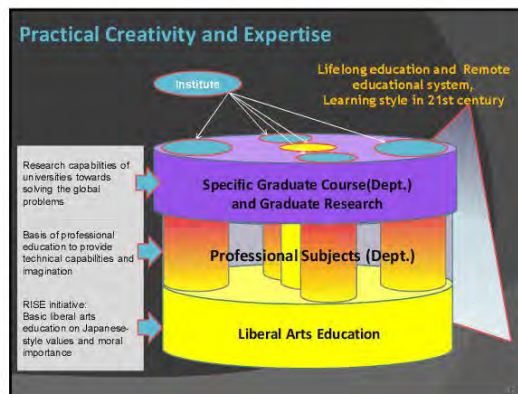 Practical Creativity and Expertise
Institute
Lifelong education and Remote
educational system,
Learning style in 21st century
Research capabilities of
universities towards
solving the global
problems
Specific Graduate Course(Dept.)
and Graduate Research
Basis of professional
education to provide
technical capabilities and
imagination
Professional Subjects (Dept.)
RISE initiative:
Basic liberal arts
education on Japanese-
style values and moral
importance
Liberal Arts Education